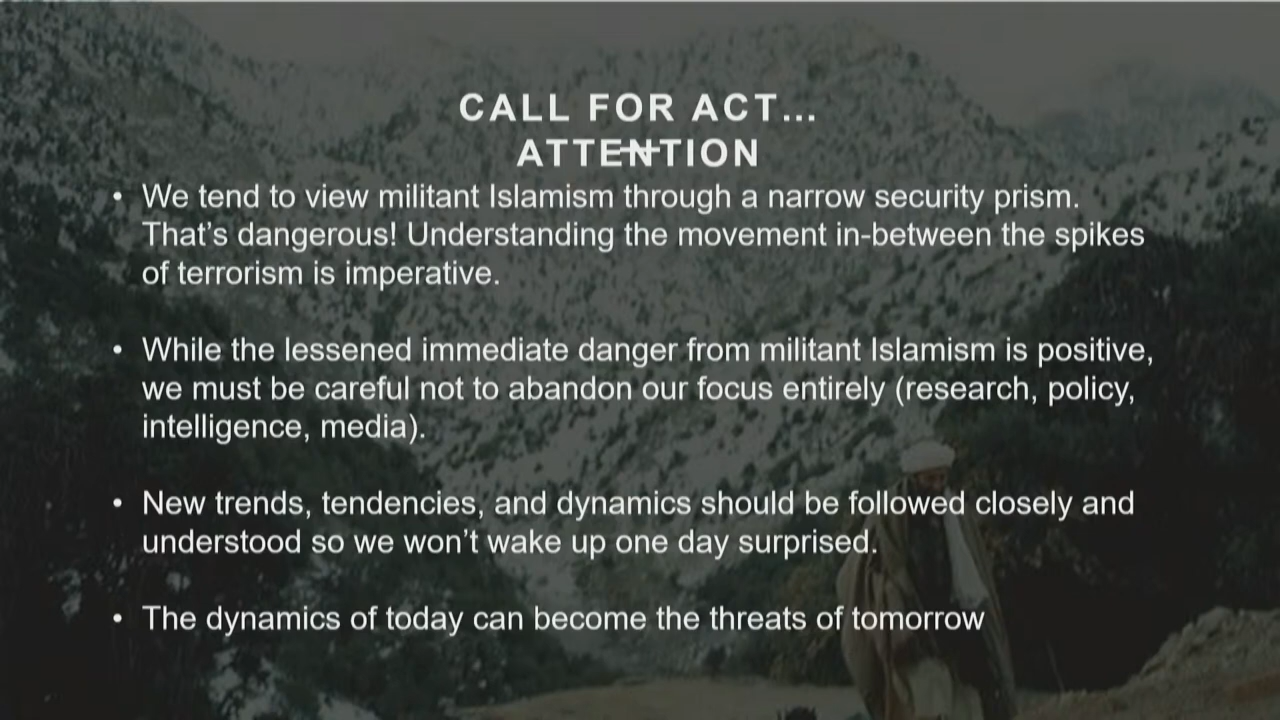 CALL FOR ACT...
ATTENTION
• We tend to view militant Islamism through a narrow security prism.
That's dangerous! Understanding the movement in-between the spikes
of terrorism is imperative.
• While the lessened immediate danger from militant Islamism is positive,
we must be careful not to abandon our focus entirely (research, policy,
intelligence, media).
• New trends, tendencies, and dynamics should be followed closely and
understood so we won't wake up one day surprised.
• The dynamics of today can become the threats of tomorrow